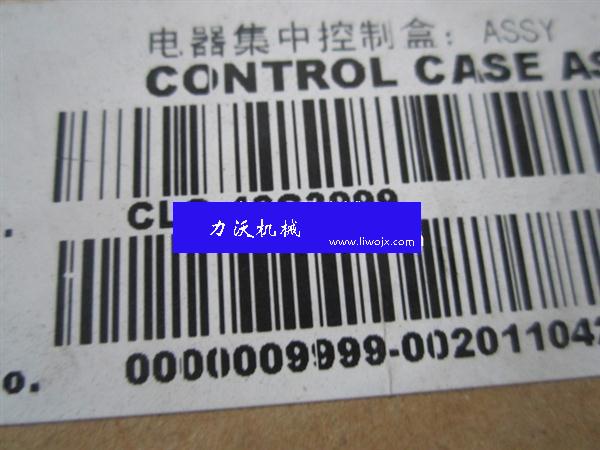 电器集中控制盒: ASSY
CONTROL CASE AS
力沃机械
www.liwojx.com
o. 0000009999-00201104